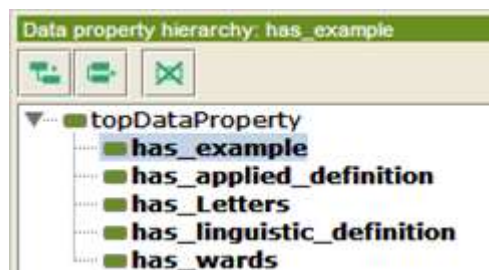 Data property hierarchy: has_example
topDataProperty
has_example
has_applied_definition
has_Letters
has_linguistic_definition
has_wards